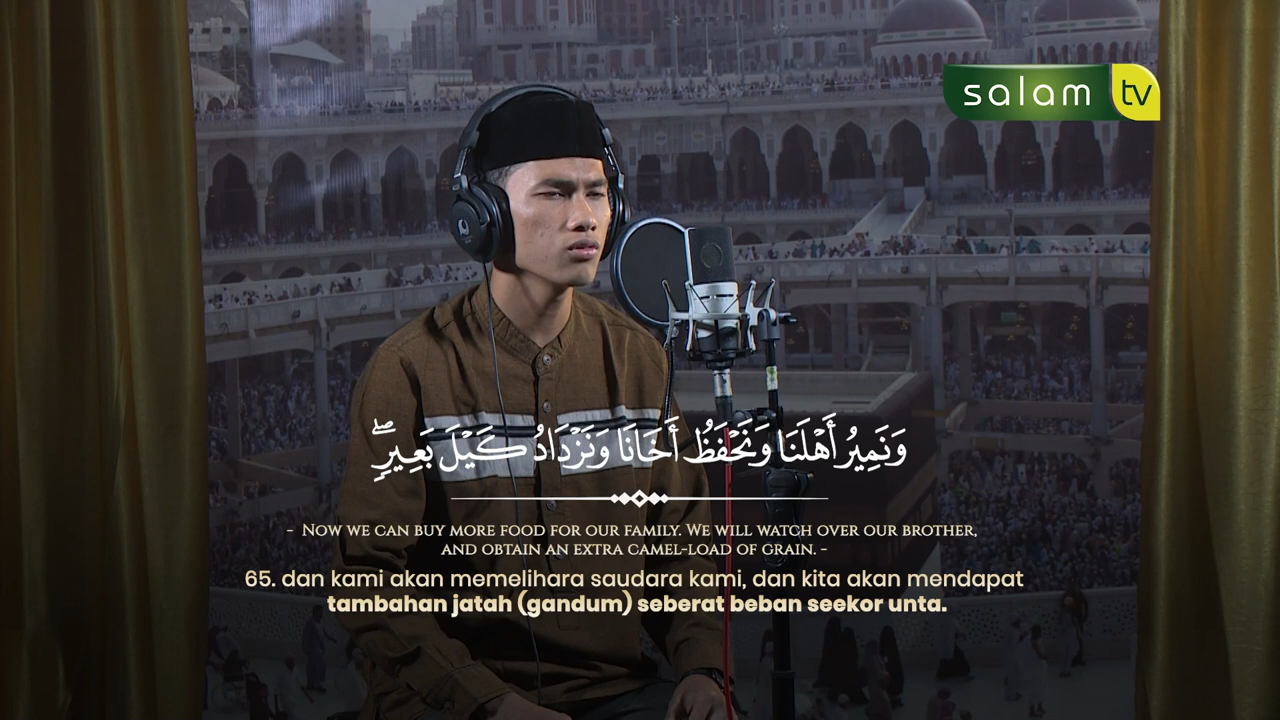 salam tv
وَنَمِيرُ أَهْلَنَا وَنَحْفَظُ أَخَانَا وَنَزْدَادُ كَيْلَ بَعِيرٍۖ
- Now we can buy more food for our family. We will watch over our brother,
and obtain an extra camel-load of grain. -
65. dan kami akan memelihara saudara kami, dan kita akan mendapat
tambahan jatah (gandum) seberat beban seekor unta.